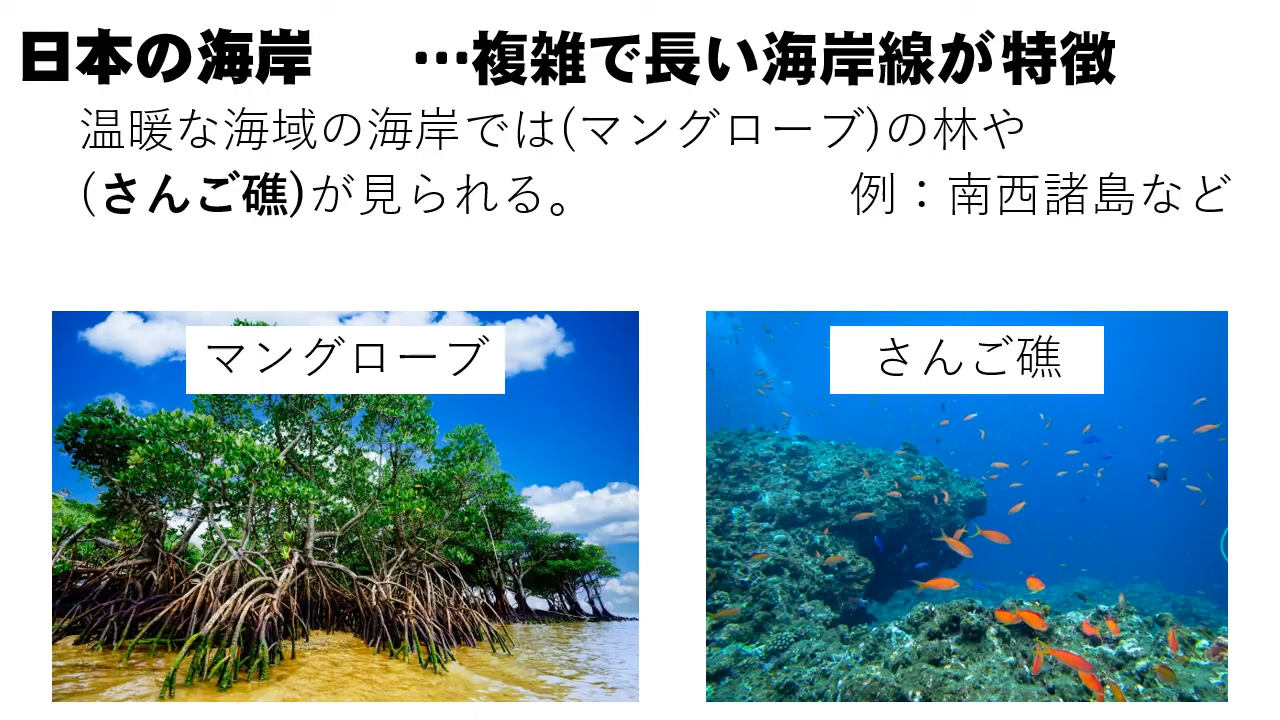 日本の海岸　…複雑で長い海岸線が特徴
温暖な海域の海岸では(マングローブ)の林や
(さんご礁)が見られる。　例：南西諸島など
マングローブ
さんご礁